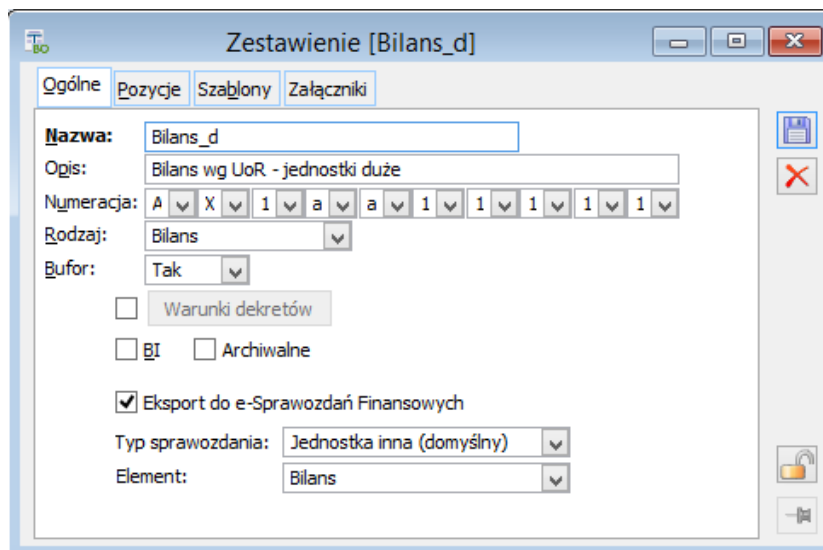 Zestawienie [Bilans_d]
Ogólne Pozycje Szablony Załączniki
Nazwa: Bilans_d
Opis: Bilans wg UoR - jednostki duże
Numeracja: A X 1 a a 1 1 1 1 1
Rodzaj: Bilans
Bufor: Tak
Warunki dekretów
BI Archiwalne
Eksport do e-Sprawozdań Finansowych
Typ sprawozdania: Jednostka inna (domyślny)
Element: Bilans